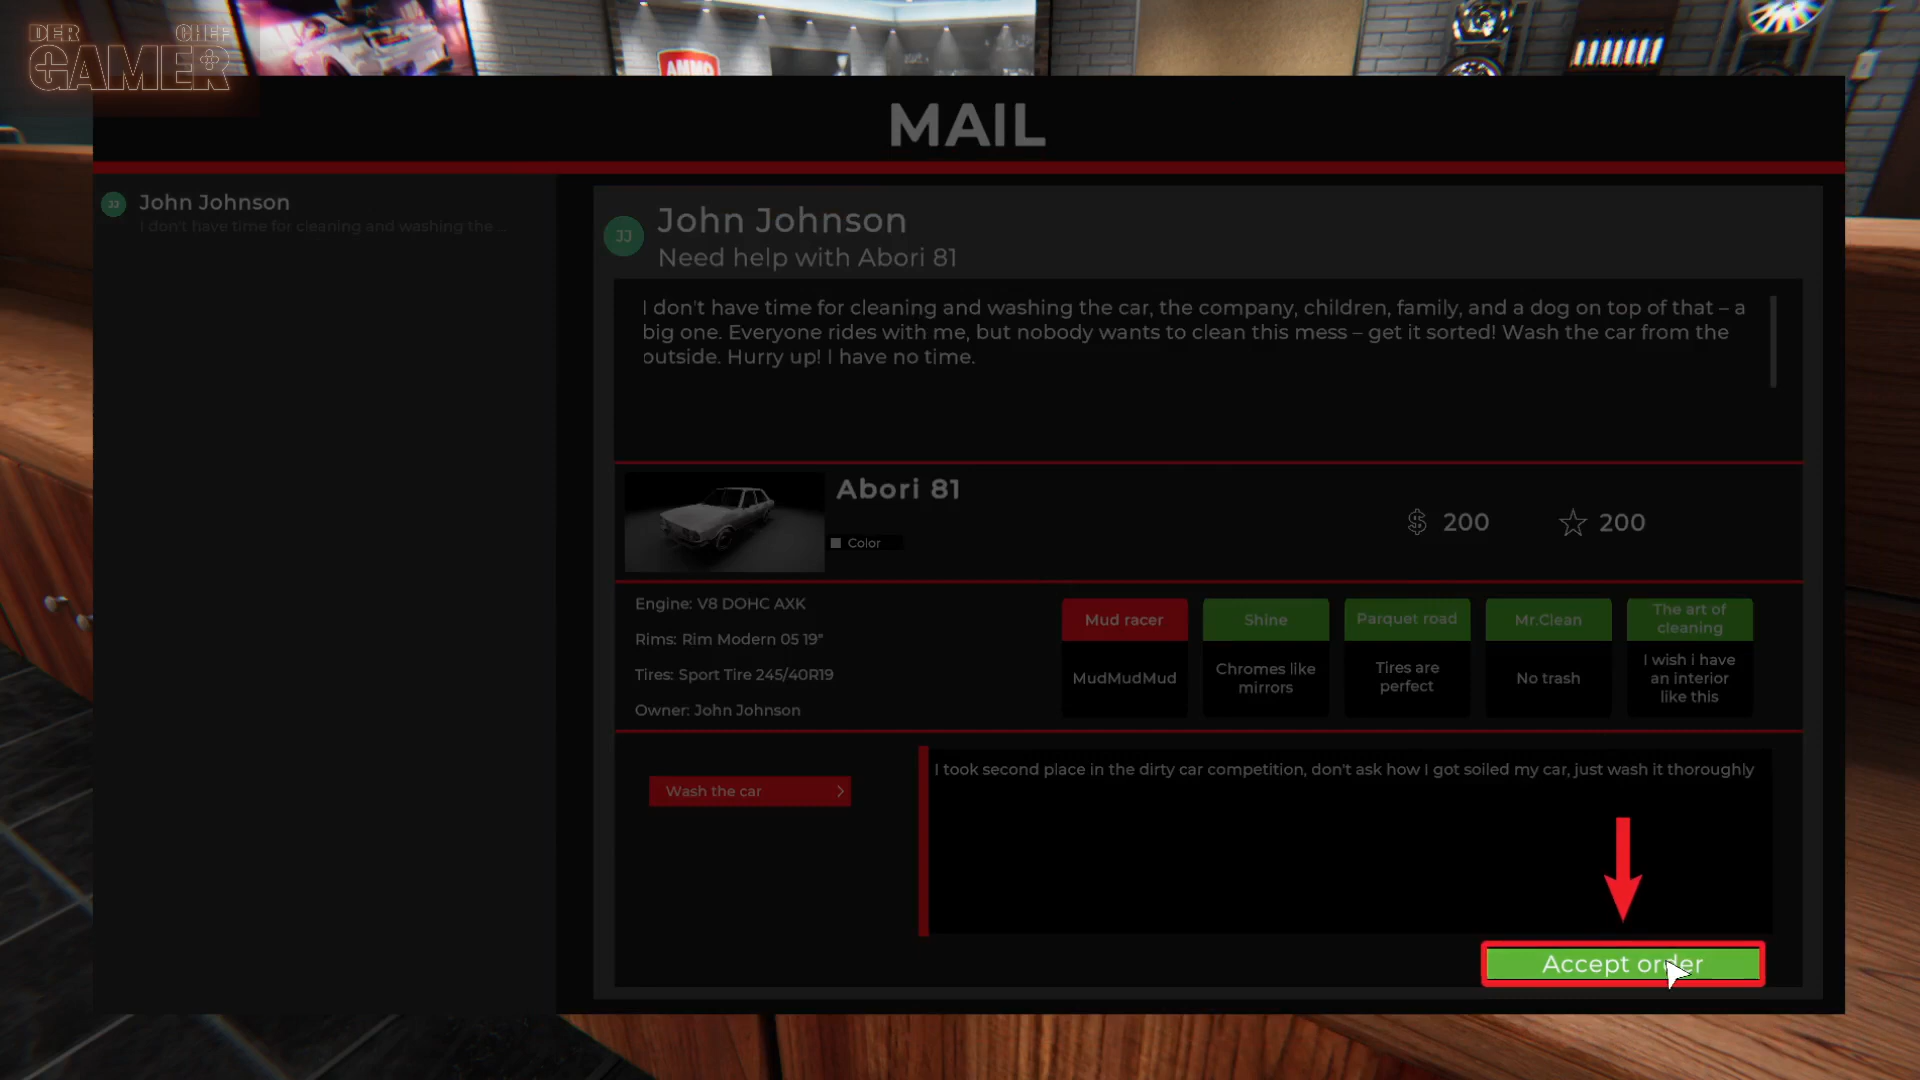 DER CHEF
GAMER
AMMO
MAIL
JJ
John Johnson
I don't have time for cleaning and washing the ...
JJ
John Johnson
Need help with Abori 81
I don't have time for cleaning and washing the car, the company, children, family, and a dog on top of that – a
big one. Everyone rides with me, but nobody wants to clean this mess – get it sorted! Wash the car from the
outside. Hurry up! I have no time.
Abori 81
Color
$ 200
200
Engine: V8 DOHC AXK
Rims: Rim Modern 05 19"
Tires: Sport Tire 245/40R19
Owner: John Johnson
Mud racer
MudMudMud
Shine
Chromes like
mirrors
Parquet road
Tires are
perfect
Mr.Clean
No trash
The art of
cleaning
I wish i have
an interior
like this
Wash the car
I took second place in the dirty car competition, don't ask how I got soiled my car, just wash it thoroughly
Accept order